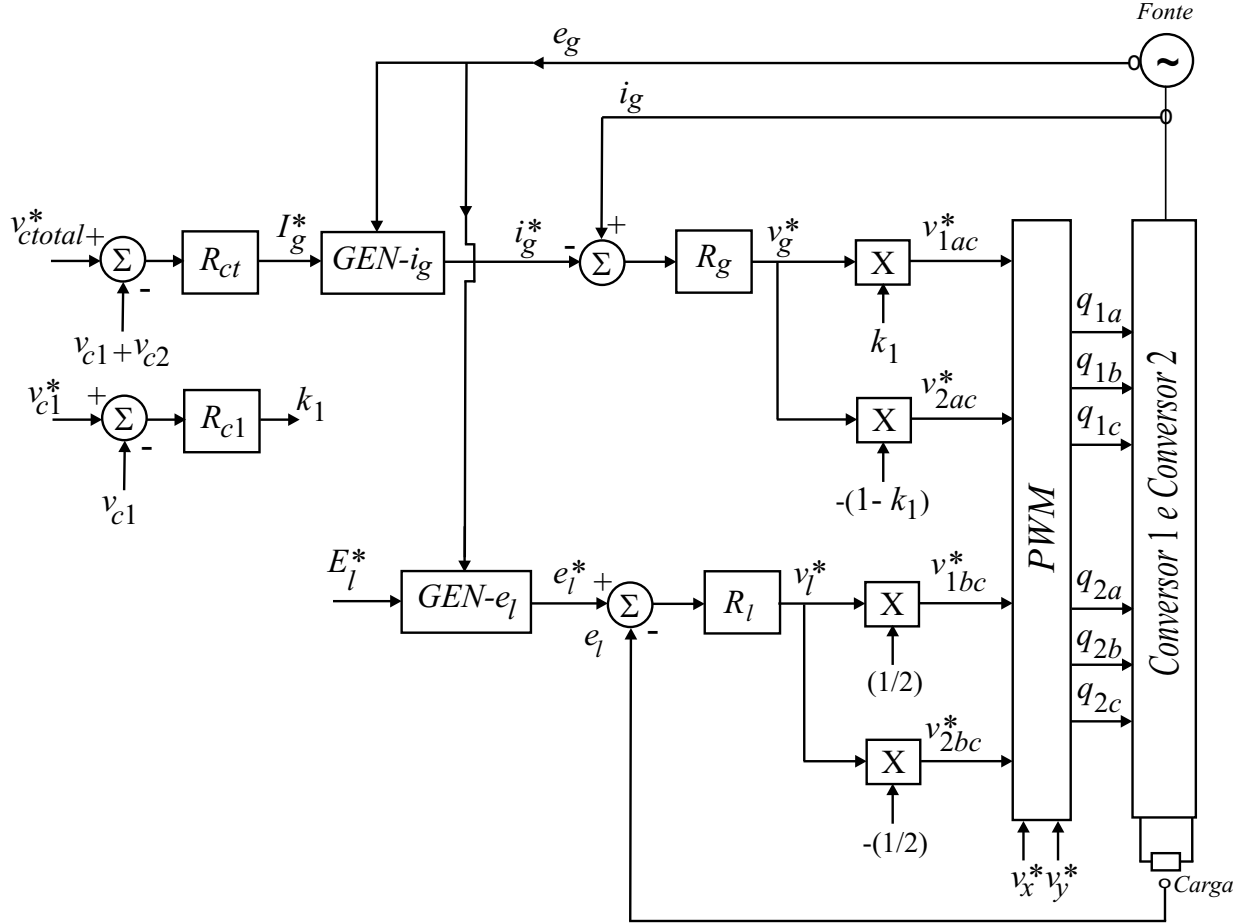 Fonte
e_g
i_g
v*_ctotal + Σ - R_ct I*_g GEN-i_g i*_g - + Σ R_g v*_g X v*_1ac
v_c1 + v_c2
k_1
q_1a
v*_c1 + Σ - R_c1 k_1
v_c1
v*_2ac
X
-(1- k_1)
q_1b
q_1c
PWM
Conversor 1 e Conversor 2
E*_l GEN-e_l e*_l + Σ - R_l v*_l X v*_1bc
e_l
(1/2)
q_2a
q_2b
q_2c
v*_2bc
X
-(1/2)
v*_x v*_y
Carga
~